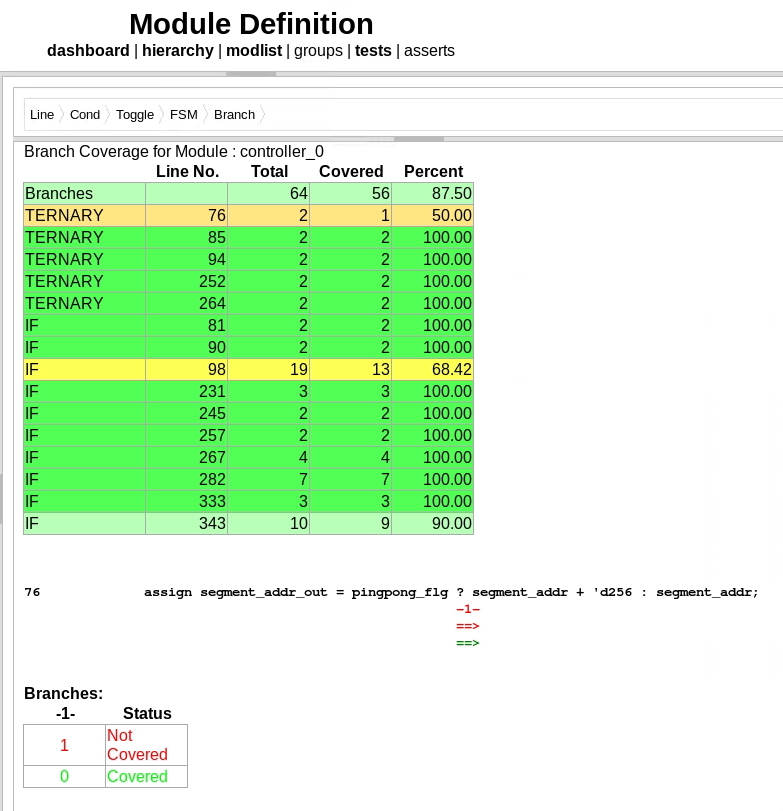 Module Definition
dashboard | hierarchy | modlist | groups | tests | asserts
Line Cond Toggle FSM Branch
Branch Coverage for Module : controller_0
Line No. Total Covered Percent
Branches 64 56 87.50
TERNARY 76 2 1 50.00
TERNARY 85 2 2 100.00
TERNARY 94 2 2 100.00
TERNARY 252 2 2 100.00
TERNARY 264 2 2 100.00
IF 81 2 2 100.00
IF 90 2 2 100.00
IF 98 19 13 68.42
IF 231 3 3 100.00
IF 245 2 2 100.00
IF 257 2 2 100.00
IF 267 4 4 100.00
IF 282 7 7 100.00
IF 333 3 3 100.00
IF 343 10 9 90.00
76 assign segment_addr_out = pingpong_flg ? segment_addr + 'd256 : segment_addr;
-1-
==>
==>
Branches:
-1- Status
1 Not
Covered
0 Covered